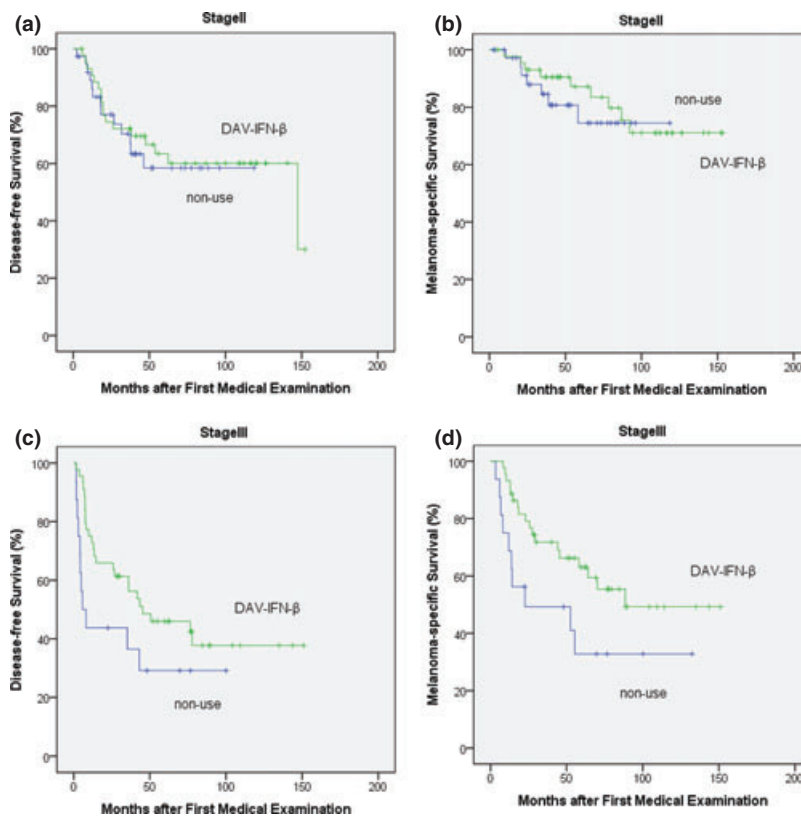 (a)
StageII
Disease-free Survival (%)
100
80
60
40
20
0
DAV-IFN-β
non-use
0 50 100 150 200
Months after First Medical Examination
(b)
StageII
Melanoma-specific Survival (%)
100
80
60
40
20
0
non-use
DAV-IFN-β
0 50 100 150 200
Months after First Medical Examination
(c)
StageIII
Disease-free Survival (%)
100
80
60
40
20
0
DAV-IFN-β
non-use
0 50 100 150 200
Months after First Medical Examination
(d)
StageIII
Melanoma-specific Survival (%)
100
80
60
40
20
0
DAV-IFN-β
non-use
0 50 100 150 200
Months after First Medical Examination